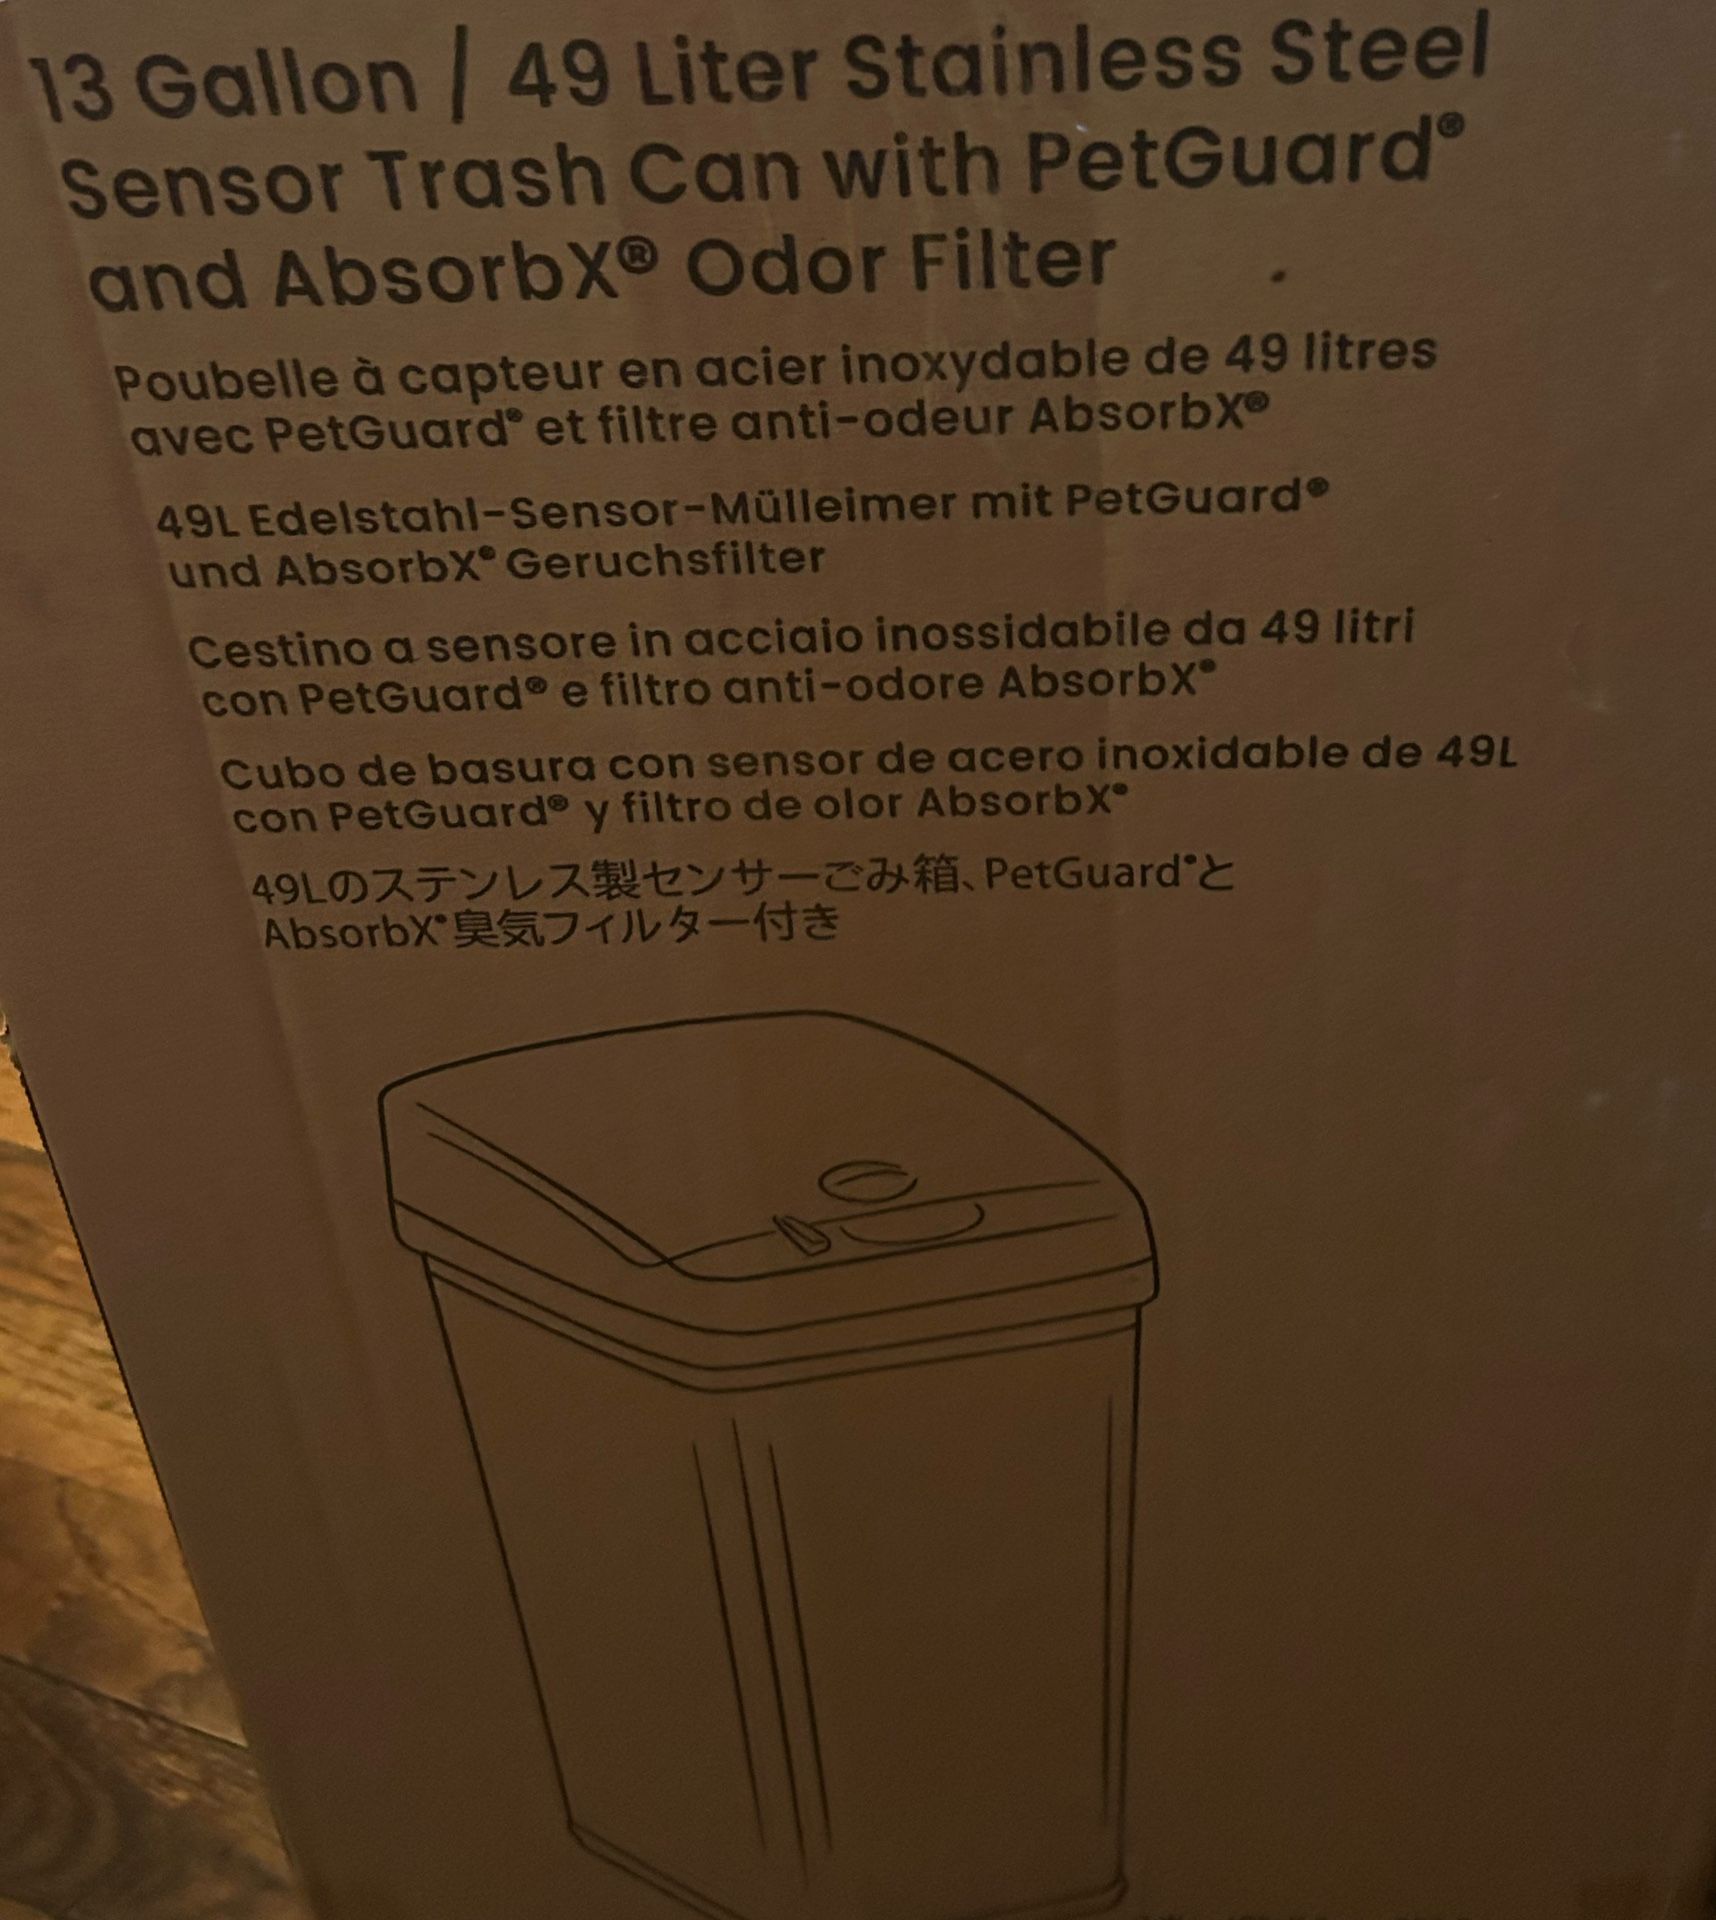 13 Gallon / 49 Liter Stainless Steel
Sensor Trash Can with PetGuard®
and AbsorbX® Odor Filter
Poubelle à capteur en acier inoxydable de 49 litres
avec PetGuard® et filtre anti-odeur AbsorbX®
49L Edelstahl-Sensor-Mülleimer mit PetGuard®
und AbsorbX® Geruchsfilter
Cestino a sensore in acciaio inossidabile da 49 litri
con PetGuard® e filtro anti-odore AbsorbX®
Cubo de basura con sensor de acero inoxidable de 49L
con PetGuard® y filtro de olor AbsorbX®
49Lのステンレス製センサーごみ箱、PetGuard®と
AbsorbX®臭気フィルター付き